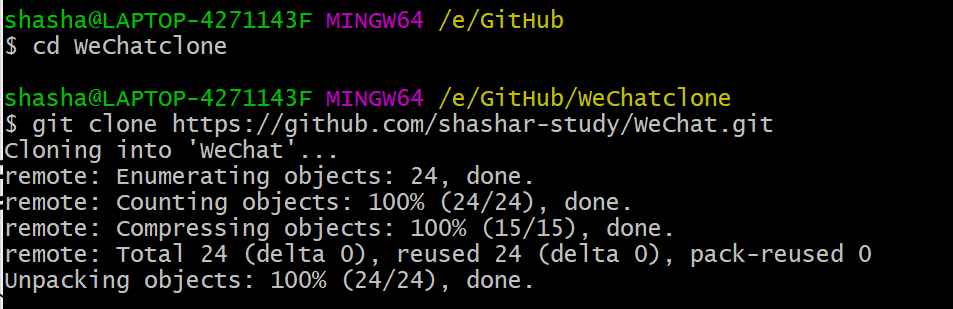 shasha@LAPTOP-4271143F MINGW64 /e/GitHub
$ cd WeChatclone
shasha@LAPTOP-4271143F MINGW64 /e/GitHub/WeChatclone
$ git clone https://github.com/shashar-study/WeChat.git
Cloning into 'WeChat'...
remote: Enumerating objects: 24, done.
remote: Counting objects: 100% (24/24), done.
remote: Compressing objects: 100% (15/15), done.
remote: Total 24 (delta 0), reused 24 (delta 0), pack-reused 0
Unpacking objects: 100% (24/24), done.